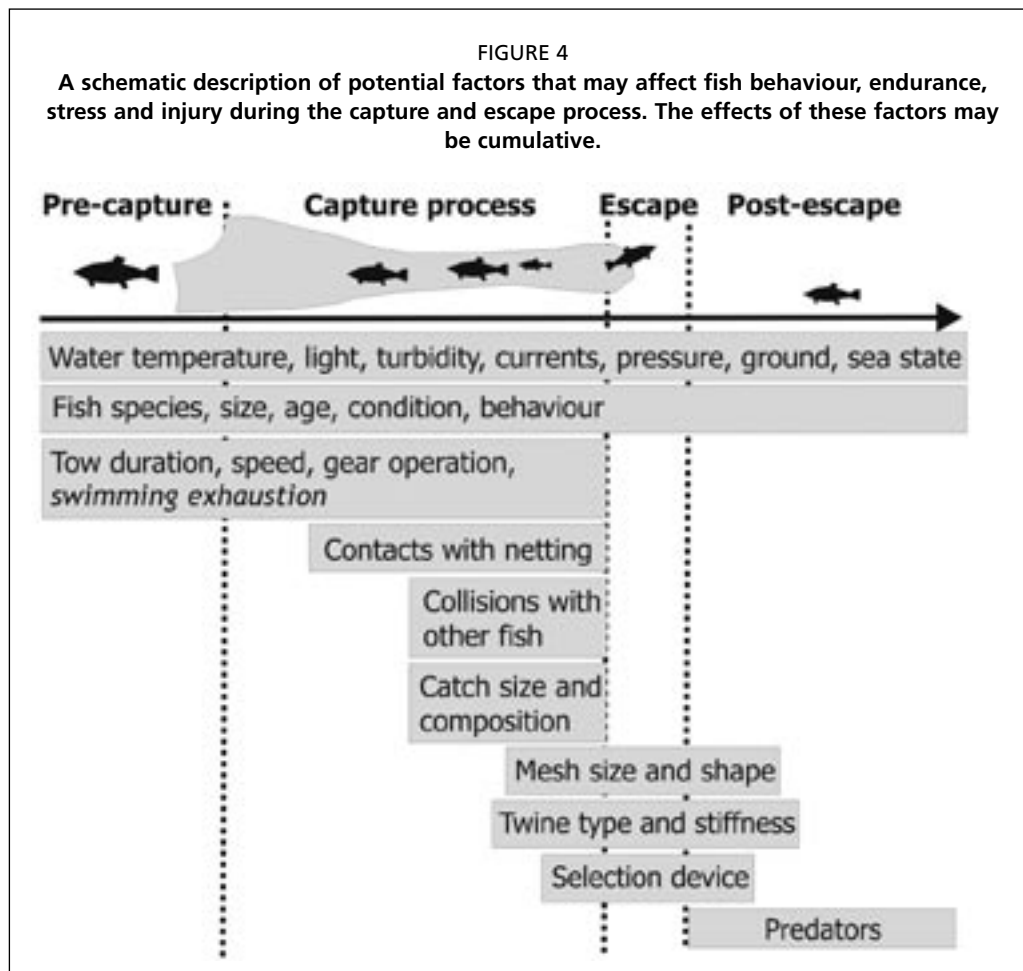 FIGURE 4
A schematic description of potential factors that may affect fish behaviour, endurance,
stress and injury during the capture and escape process. The effects of these factors may
be cumulative.
Pre-capture Capture process Escape Post-escape
Water temperature, light, turbidity, currents, pressure, ground, sea state
Fish species, size, age, condition, behaviour
Tow duration, speed, gear operation,
swimming exhaustion
Contacts with netting
Collisions with
other fish
Catch size and
composition
Mesh size and shape
Twine type and stiffness
Selection device
Predators